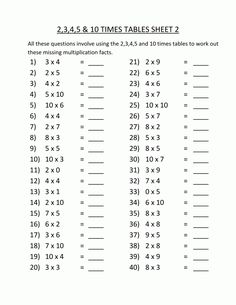 2,3,4,5 & 10 TIMES TABLES SHEET 2
All these questions involve using the 2,3,4,5 and 10 times tables to work out
these missing multiplication facts.
1) 3 x 4 = ____ 21) 2 x 9 = ____
2) 2 x 5 = ____ 22) 6 x 5 = ____
3) 4 x 2 = ____ 23) 4 x 6 = ____
4) 5 x 10 = ____ 24) 5 x 10 = ____
5) 10 x 6 = ____ 25) 10 x 4 = ____
6) 4 x 4 = ____ 26) 3 x 7 = ____
7) 3 x 5 = ____ 27) 8 x 2 = ____
8) 2 x 7 = ____ 28) 4 x 7 = ____
9) 5 x 4 = ____ 29) 5 x 5 = ____
10) 10 x 3 = ____ 30) 10 x 7 = ____
11) 2 x 0 = ____ 31) 4 x 9 = ____
12) 4 x 4 = ____ 32) 2 x 6 = ____
13) 3 x 1 = ____ 33) 5 x 7 = ____
14) 10 x 2 = ____ 34) 8 x 4 = ____
15) 5 x 3 = ____ 35) 8 x 3 = ____
16) 6 x 2 = ____ 36) 3 x 9 = ____
17) 3 x 4 = ____ 37) 9 x 5 = ____
18) 7 x 10 = ____ 38) 2 x 8 = ____
19) 4 x 5 = ____ 39) 10 x 9 = ____
20) 3 x 3 = ____ 40) 8 x 3 = ____